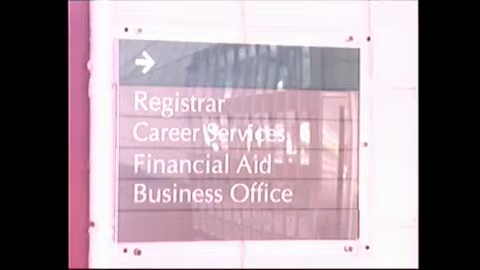 →
Registrar
Career Services
Financial Aid
Business Office